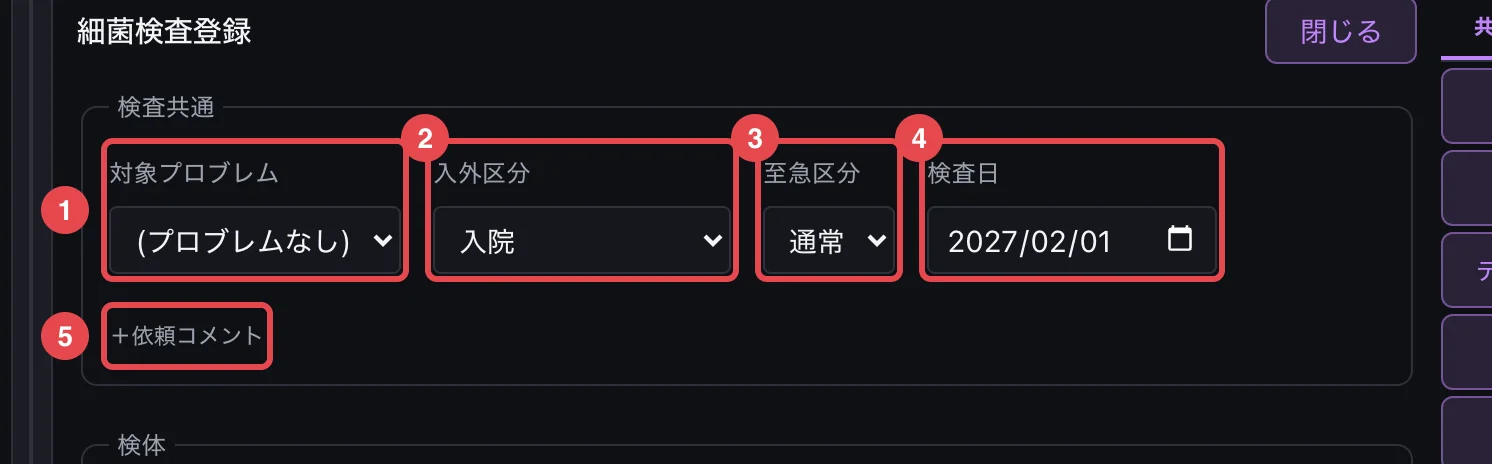 細菌検査登録
閉じる
共
検査共通
1
2
3
4
対象プロブレム
入外区分
至急区分
検査日
(プロブレムなし)
入院
通常
2027/02/01
5
+依頼コメント
検体